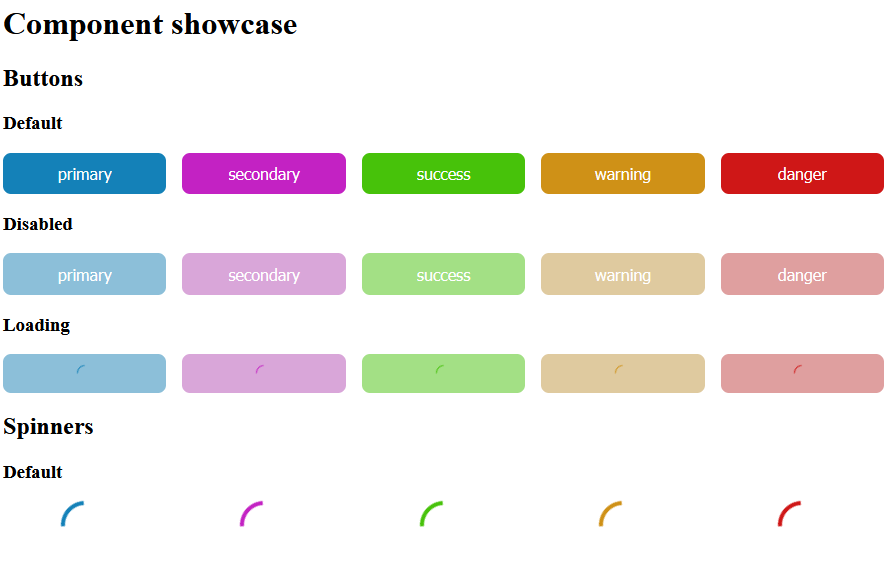 Component showcase
Buttons
Default
primary secondary success warning danger
Disabled
primary secondary success warning danger
Loading
Spinners
Default